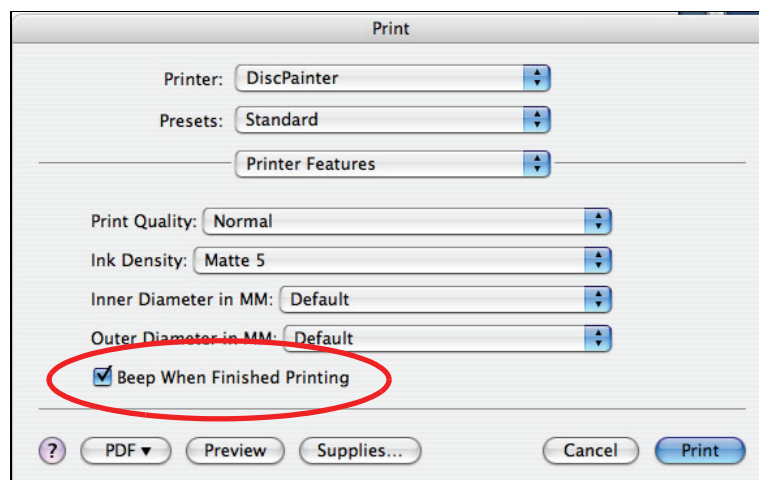 Print
Printer: DiscPainter
Presets: Standard
Printer Features
Print Quality: Normal
Ink Density: Matte 5
Inner Diameter in MM: Default
Outer Diameter in MM: Default
Beep When Finished Printing
? PDF▼ Preview Supplies... Cancel Print